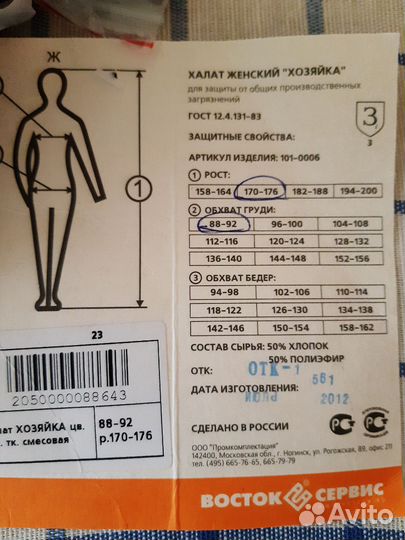 Ж
1
ХАЛАТ ЖЕНСКИЙ "ХОЗЯЙКА"
для защиты от общих производственных
загрязнений
ГОСТ 12.4.131-83
З
3
ЗАЩИТНЫЕ СВОЙСТВА:
АРТИКУЛ ИЗДЕЛИЯ: 101-0006
1 РОСТ:
158-164 170-176 182-188 194-200
2 ОБХВАТ ГРУДИ:
88-92 96-100 104-108
112-116 120-124 128-132
136-140 144-148 152-156
3 ОБХВАТ БЕДЕР:
94-98 102-106 110-114
118-122 126-130 134-138
142-146 150-154 158-162
СОСТАВ СЫРЬЯ: 50% ХЛОПОК
50% ПОЛИЭФИР
ОТК: ОТК-1
561
ДАТА ИЗГОТОВЛЕНИЯ: ИЮЛЬ 2012
СДЕЛАНО В РОССИИ
ООО "Промкомплектация"
142400, Московская обл., г. Ногинск, ул. Рогожская, 89, офис 211
тел. (495) 665-76-65, 665-79-79
ВОСТОК СЕРВИС
23
2050000088643
лат ХОЗЯЙКА цв.
. тк. смесовая
88-92
р.170-176
Avito